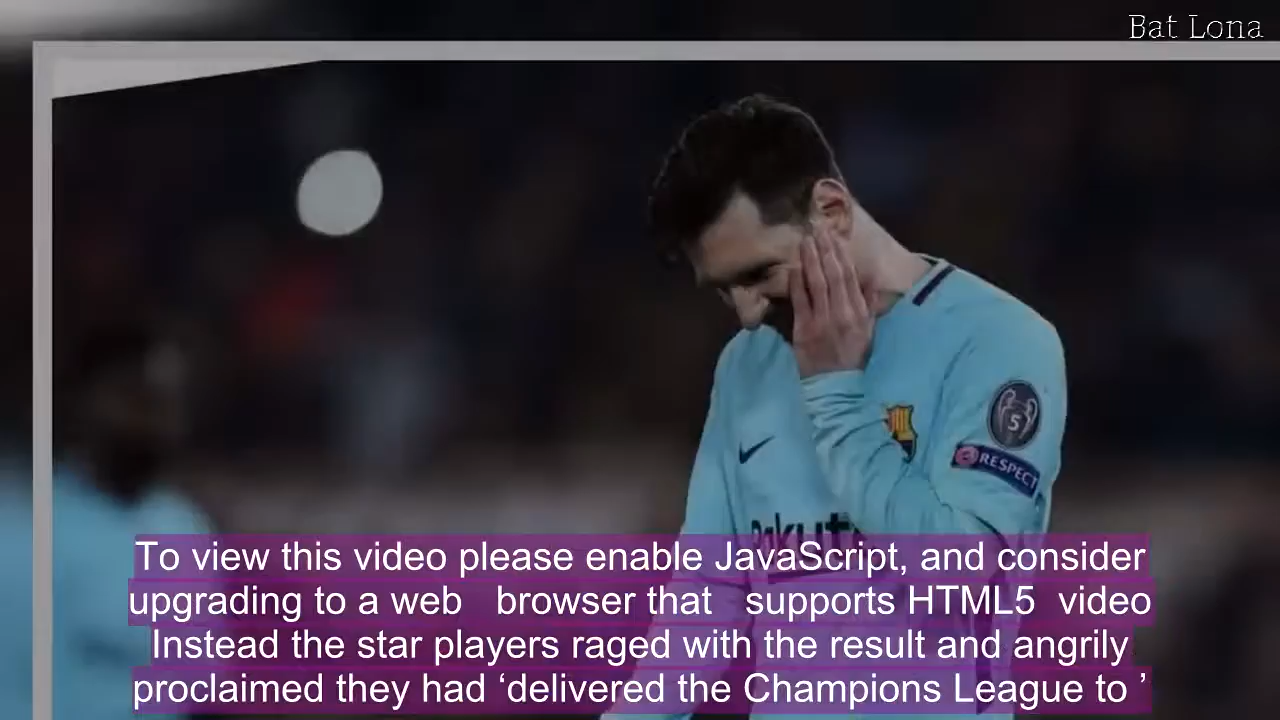 Bat Lona
5
RESPECT
To view this video please enable JavaScript, and consider
upgrading to a web browser that supports HTML5 video
Instead the star players raged with the result and angrily
proclaimed they had ‘delivered the Champions League to ’